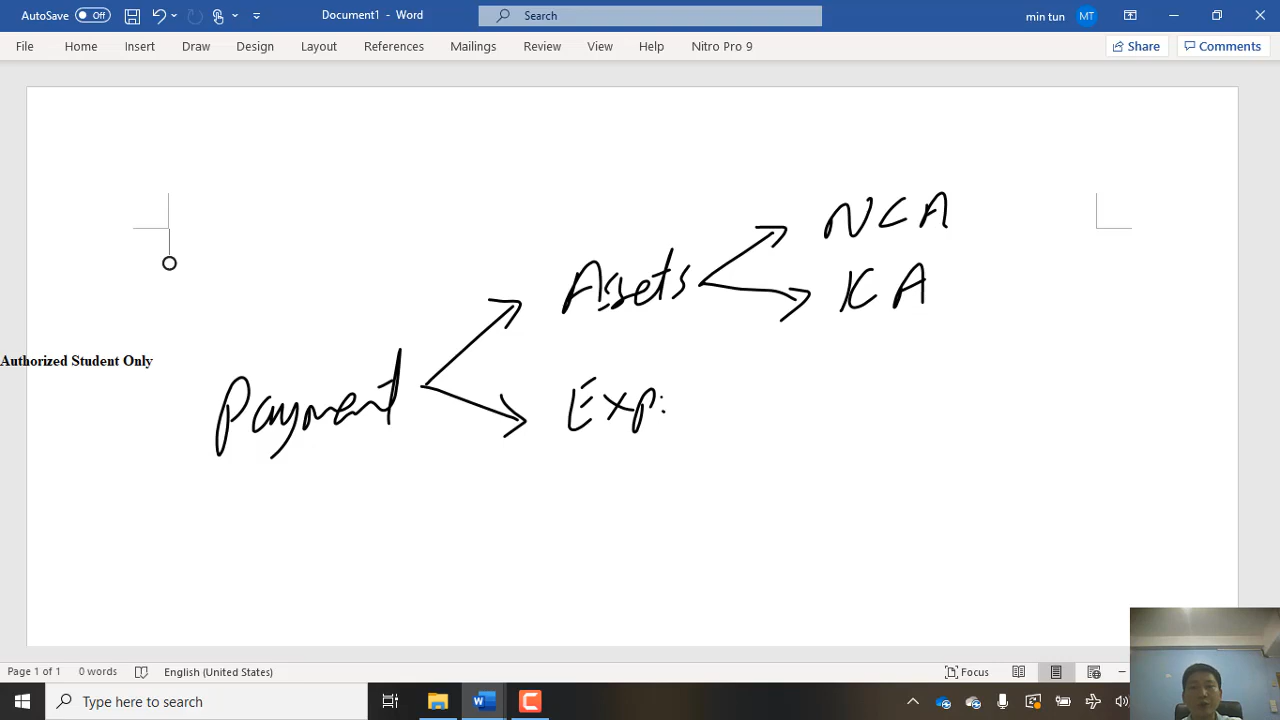 AutoSave Off Document1 - Word Search min tun MT
File Home Insert Draw Design Layout References Mailings Review View Help Nitro Pro 9 Share Comments
NCA
Assets
CA
Authorized Student Only
Payment
Exp:
Page 1 of 1 0 words English (United States) Focus
Type here to search